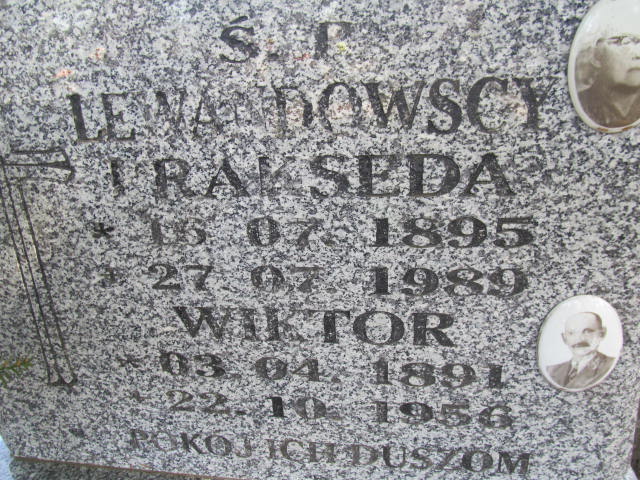 Ś. P.
LEWANDOWSCY
PRAKSEDA
* 16. 07. 1895
+ 27. 07. 1989
WIKTOR
* 03. 04. 1891
+ 22. 10. 1956
POKÓJ ICH DUSZOM